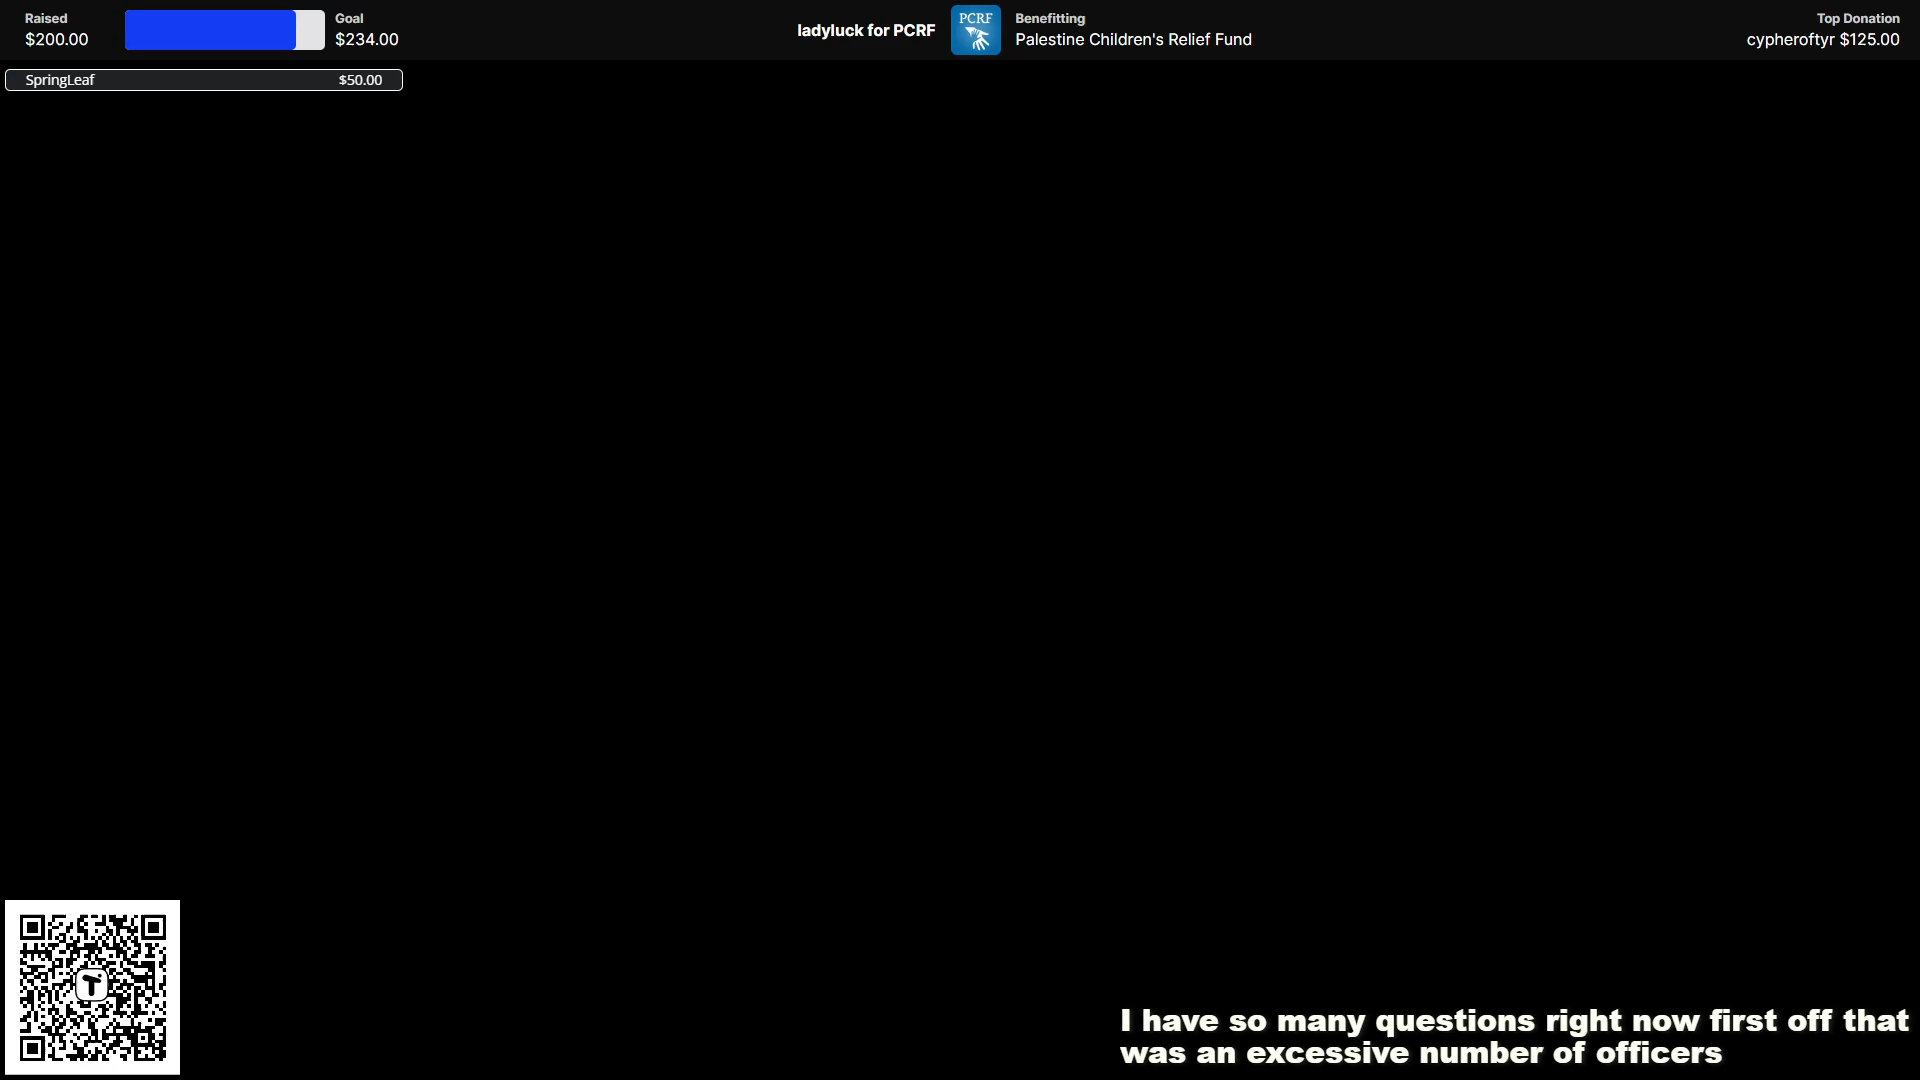 Raised
$200.00
Goal
$234.00
ladyluck for PCRF
PCRF
Benefitting
Palestine Children's Relief Fund
Top Donation
cypheroftyr $125.00
SpringLeaf $50.00
T
I have so many questions right now first off that
was an excessive number of officers